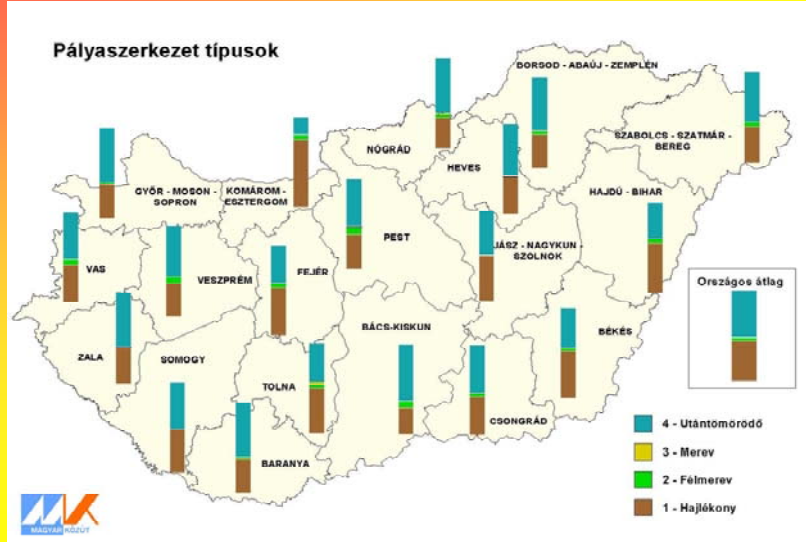 Pályaszerkezet típusok
BORSOD - ABAÚJ - ZEMPLÉN
NÓGRÁD
HEVES
SZABOLCS - SZATMÁR -
BEREG
GYŐR - MOSON -
SOPRON
KOMÁROM -
ESZTERGOM
HAJDÚ - BIHAR
PEST
JÁSZ - NAGYKUN -
SZOLNOK
VAS
VESZPRÉM
FEJÉR
Országos átlag
BÁCS-KISKUN
BÉKÉS
ZALA
SOMOGY
TOLNA
CSONGRÁD
BARANYA
4 - Utántömörödő
3 - Merev
2 - Félmerev
1 - Hajlékony
MAGYAR KÖZÚT